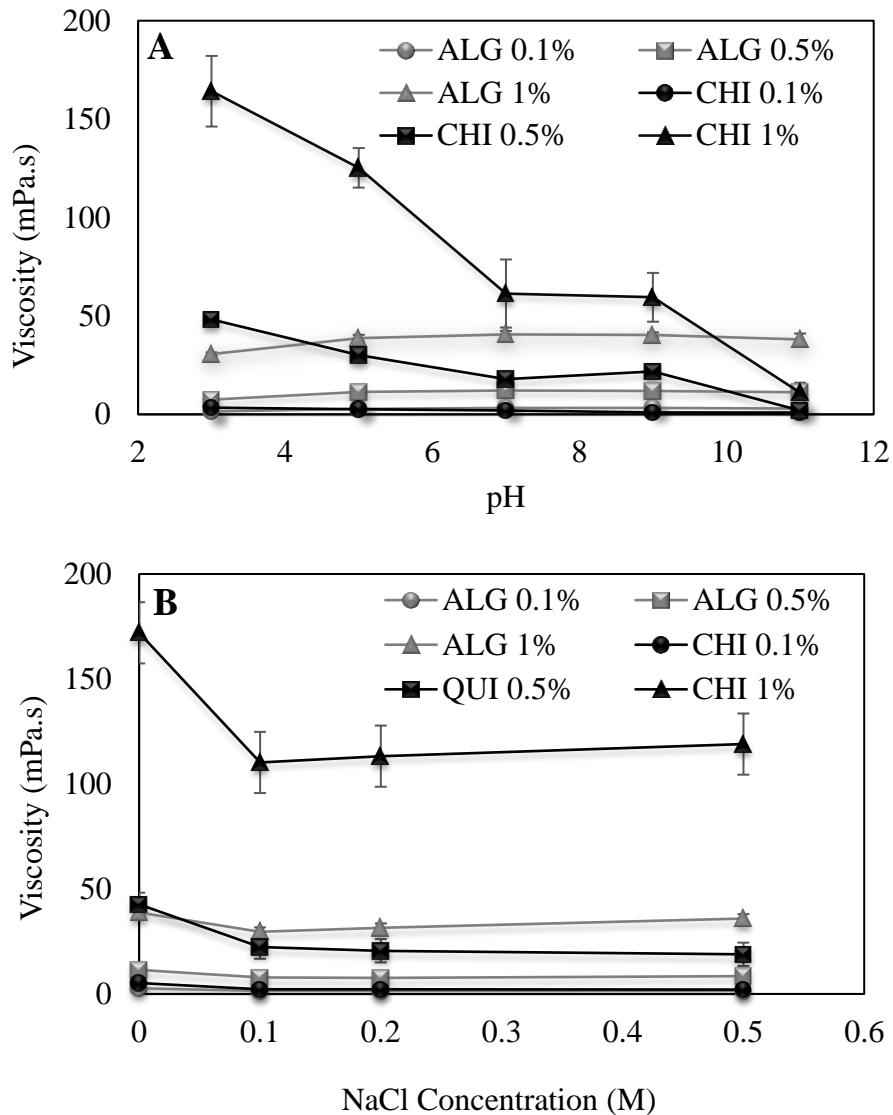 200
A
ALG 0.1% ALG 0.5%
ALG 1% CHI 0.1%
CHI 0.5% CHI 1%
150
100
50
0
Viscosity (mPa.s)
2 4 6 8 10 12
pH
200
B
ALG 0.1% ALG 0.5%
ALG 1% CHI 0.1%
QUI 0.5% CHI 1%
150
100
50
0
Viscosity (mPa.s)
0 0.1 0.2 0.3 0.4 0.5 0.6
NaCl Concentration (M)